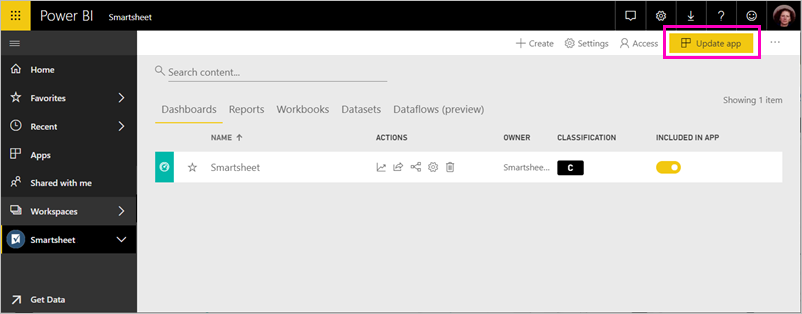 Power BI Smartsheet
Create Settings Access Update app
Home
Favorites
Recent
Apps
Shared with me
Workspaces
Smartsheet
Get Data
Search content...
Dashboards Reports Workbooks Datasets Dataflows (preview)
Showing 1 item
NAME ACTIONS OWNER CLASSIFICATION INCLUDED IN APP
Smartsheet Smartshee... C